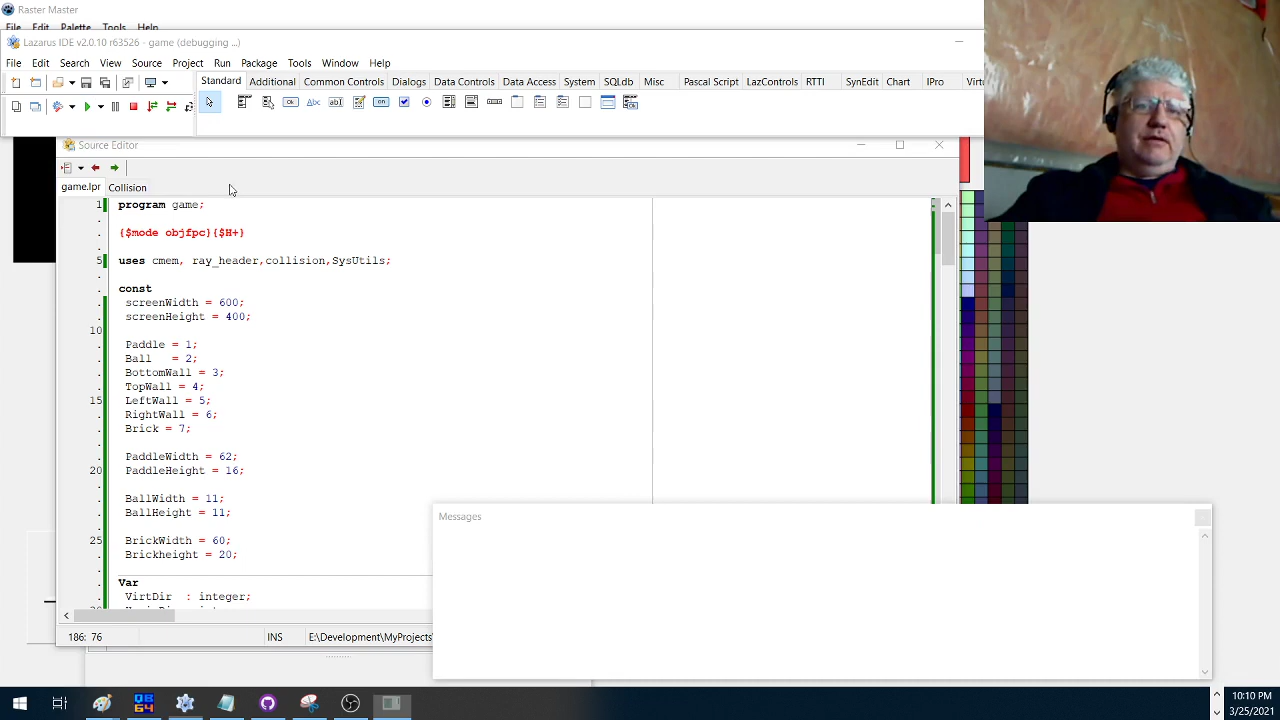 Raster Master
File Edit Palette Tools Help
Lazarus IDE v2.0.10 r63526 - game (debugging ...)
File Edit Search View Source Project Run Package Tools Window Help
Standard Additional Common Controls Dialogs Data Controls Data Access System SQLdb Misc Pascal Script LazControls RTTI SynEdit Chart IPro
Source Editor
game.lpr Collision
1 program game;
{$mode objfpc}{$H+}
5 uses cmem, ray_header,collision,SysUtils;
const
screenWidth = 600;
screenHeight = 400;
10
Paddle = 1;
Ball = 2;
BottomWall = 3;
TopWall = 4;
15 LeftWall = 5;
RightWall = 6;
Brick = 7;
PaddleWidth = 62;
20 PaddleHeight = 16;
BallWidth = 11;
BallHeight = 11;
25 BrickWidth = 60;
Brickheight = 20;
Var
VirtDir : integer;
Messages
186: 76 INS E:\Development\MyProjects\
QB
64
10:10 PM
3/25/2021